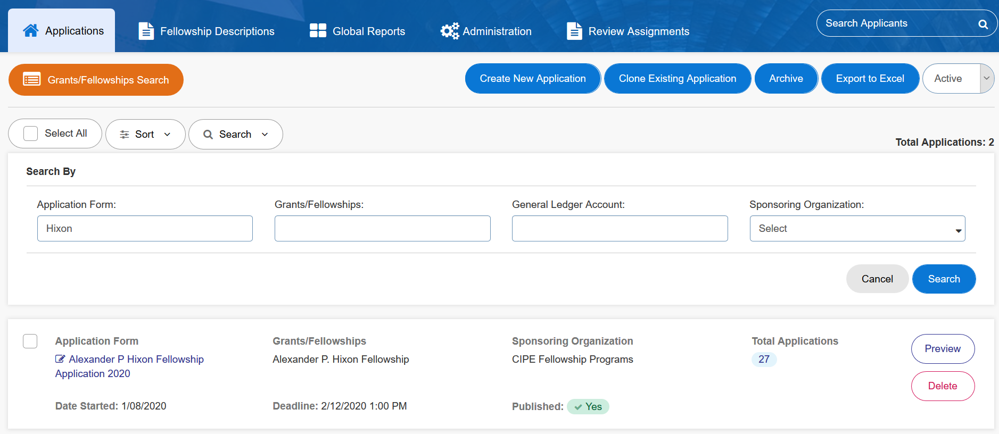 Applications
Fellowship Descriptions
Global Reports
Administration
Review Assignments
Search Applicants
Grants/Fellowships Search
Create New Application
Clone Existing Application
Archive
Export to Excel
Active
Select All
Sort
Search
Total Applications: 2
Search By
Application Form:
Grants/Fellowships:
General Ledger Account:
Sponsoring Organization:
Hixon
Select
Cancel
Search
Application Form
Grants/Fellowships
Sponsoring Organization
Total Applications
Alexander P Hixon Fellowship
Application 2020
Alexander P. Hixon Fellowship
CIPE Fellowship Programs
27
Preview
Delete
Date Started: 1/08/2020
Deadline: 2/12/2020 1:00 PM
Published: Yes